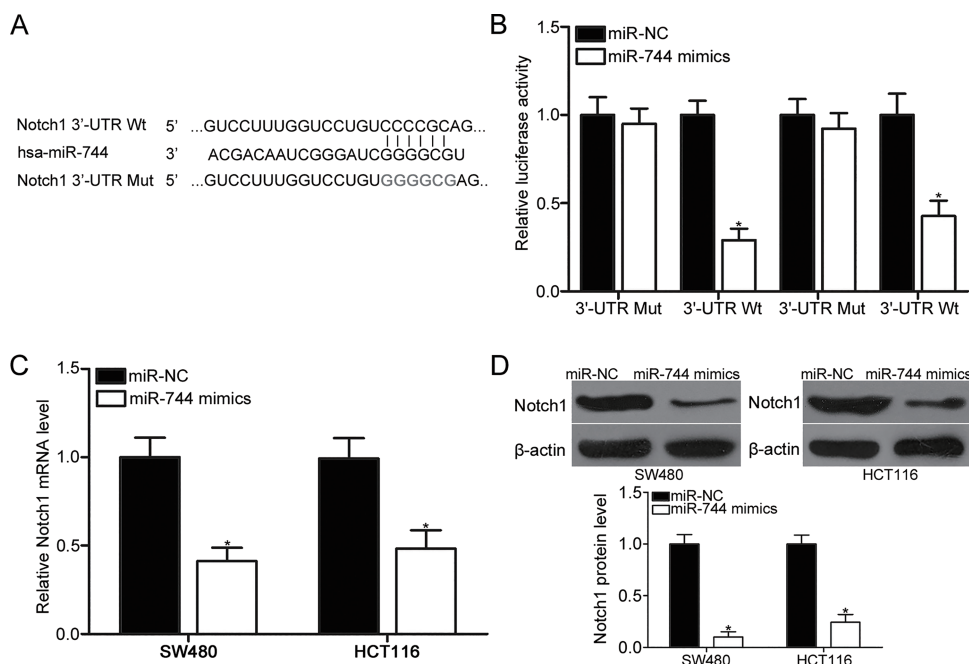 A
Notch1 3'-UTR Wt 5' ...GUCCUUUGGUCCUGUCCCCGCAG...
hsa-miR-744 3' ACGACAAUCGGGAUCGGGGCGU
Notch1 3'-UTR Mut 5' ...GUCCUUUGGUCCUGUGGGGCGAG..
B
miR-NC
miR-744 mimics
Relative luciferase activity
1.5
1.0
0.5
0.0
3'-UTR Mut 3'-UTR Wt 3'-UTR Mut 3'-UTR Wt
* *
C
miR-NC
miR-744 mimics
Relative Notch1 mRNA level
1.5
1.0
0.5
0.0
* *
SW480 HCT116
D
miR-NC miR-744 mimics miR-NC miR-744 mimics
Notch1 Notch1
β-actin β-actin
SW480 HCT116
miR-NC
miR-744 mimics
Notch1 protein level
1.5
1.0
0.5
0.0
* *
SW480 HCT116